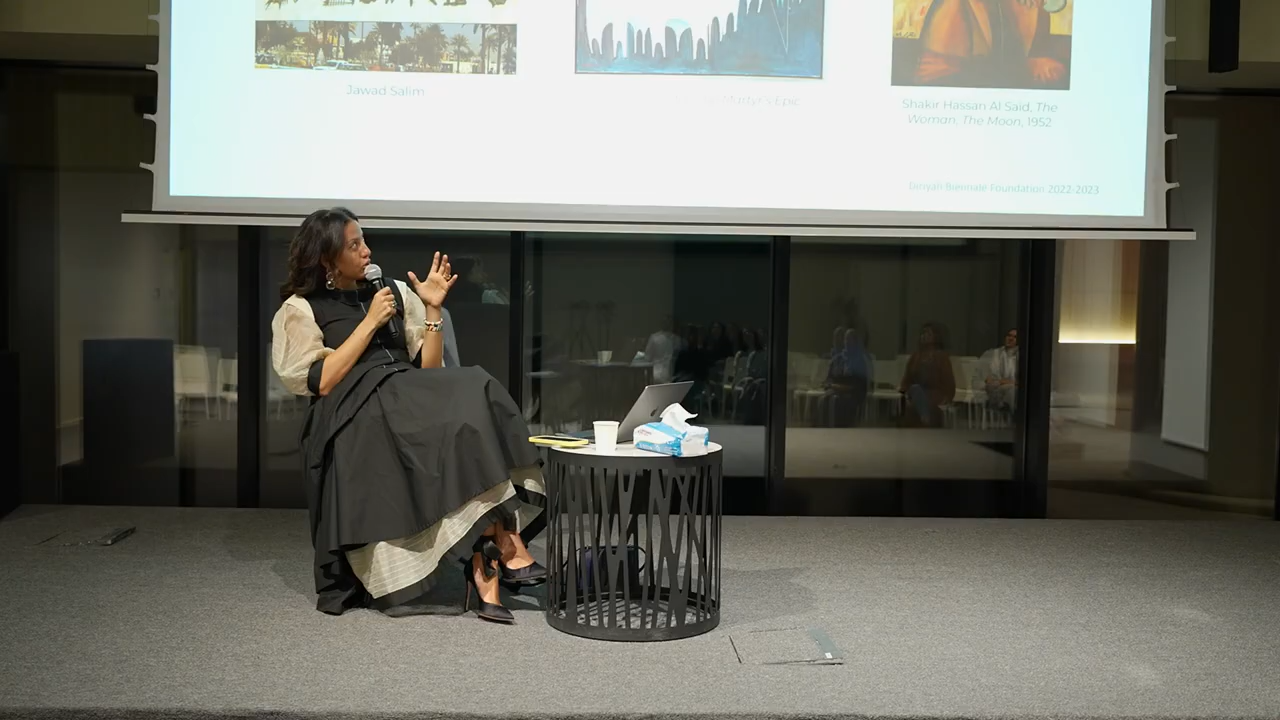 Jawad Salim
Martyr's Epic
Shakir Hassan Al Said, The
Woman, The Moon, 1952
Diriyah Biennale Foundation 2022-2023